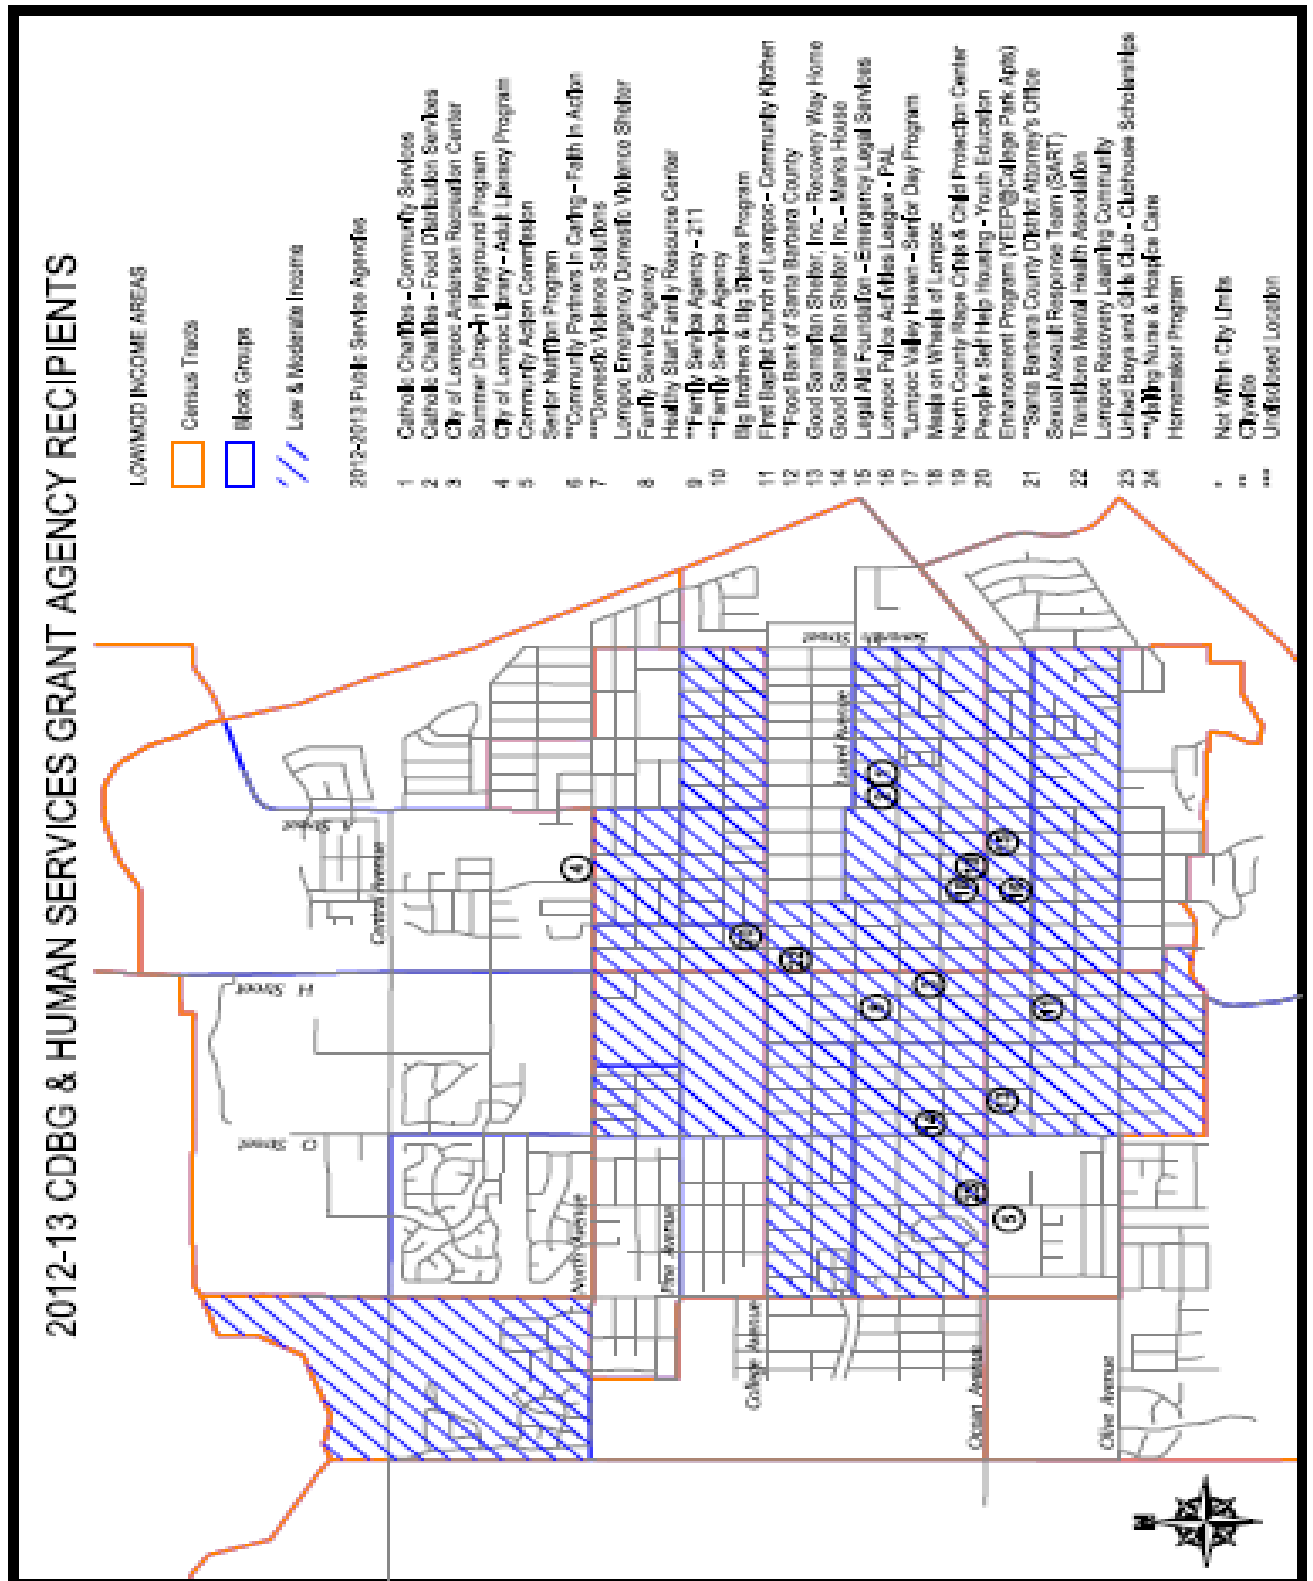 2012-13 CDBG & HUMAN SERVICES GRANT AGENCY RECIPIENTS
LOW/MOD INCOME AREAS
Census Tracts
Block Groups
Low & Moderate Income
2012-2013 Public Service Agencies
1 Catholic Charities - Community Services
2 Catholic Charities - Food Distribution Services
3 City of Lompoc Anderson Recreation Center
Summer Drop-In Playground Program
4 City of Lompoc Library - Adult Literacy Program
5 Community Action Commission
Senior Nutrition Program
6 **Community Partners In Caring - Faith In Action
7 ***Domestic Violence Solutions
Lompoc Emergency Domestic Violence Shelter
8 Family Service Agency
Healthy Start Family Resource Center
9 **Family Service Agency - 211
10 **Family Service Agency
Big Brothers & Big Sisters Program
11 First Baptist Church of Lompoc - Community Kitchen
12 **Food Bank of Santa Barbara County
13 Good Samaritan Shelter, Inc. - Recovery Way Home
14 Good Samaritan Shelter, Inc. - Marks House
15 Legal Aid Foundation - Emergency Legal Services
16 Lompoc Police Activities League - PAL
17 *Lompoc Valley Haven - Senior Day Program
18 Meals on Wheels of Lompoc
19 North County Rape Crisis & Child Protection Center
20 People's Self Help Housing - Youth Education
Enhancement Program (YEEP@College Park Apts)
21 **Santa Barbara County District Attorney's Office
Sexual Assault Response Team (SART)
22 Transitions Mental Health Association
Lompoc Recovery Learning Community
23 United Boys and Girls Club - Clubhouse Scholarships
24 **Visiting Nurse & Hospice Care
Homemaker Program
* Not Within City Limits
** Citywide
*** Undisclosed Location
A Street
Central Avenue
H Street
O Street
North Avenue
Pine Avenue
College Avenue
Laurel Avenue
Seventh Street
Ocean Avenue
Olive Avenue
4
5
N